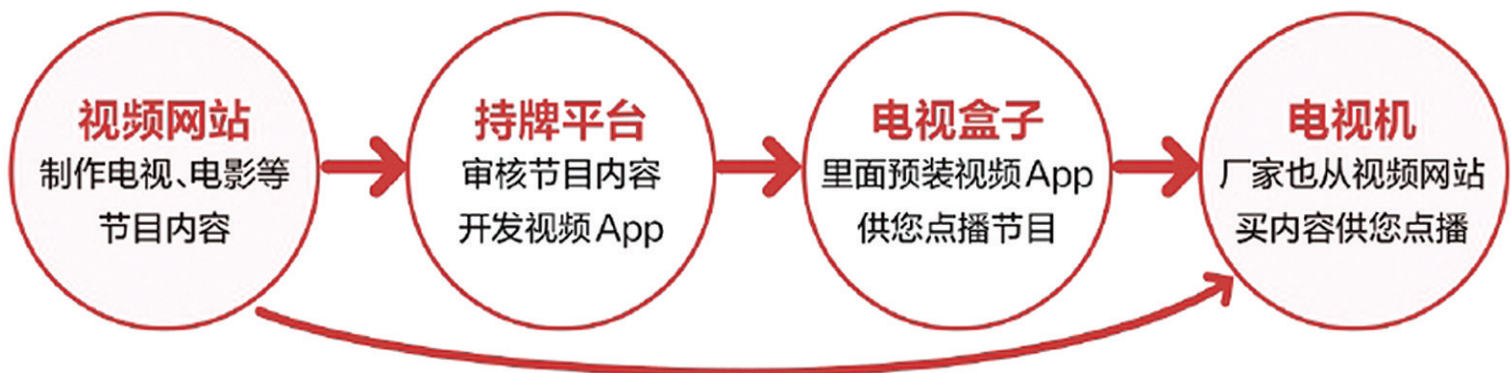 视频网站
制作电视、电影等
节目内容
持牌平台
审核节目内容
开发视频App
电视盒子
里面预装视频App
供您点播节目
电视机
厂家也从视频网站
买内容供您点播